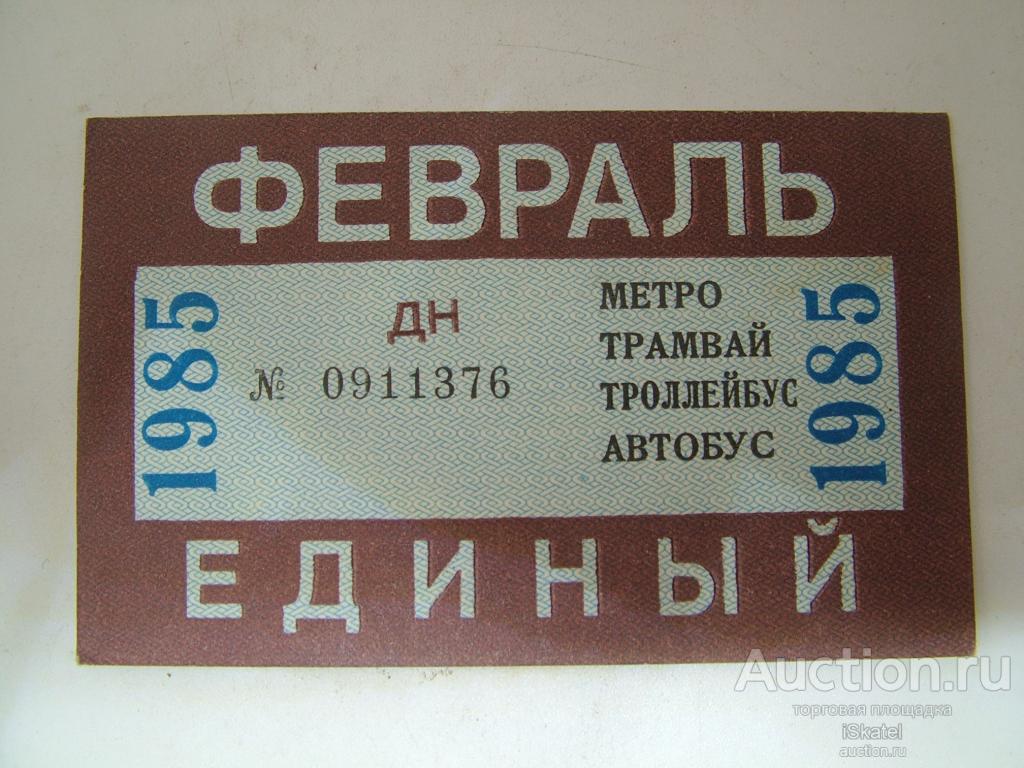 ФЕВРАЛЬ
1985
ДН
№ 0911376
МЕТРО
ТРАМВАЙ
ТРОЛЛЕЙБУС
АВТОБУС
1985
ЕДИНЫЙ
Auction.ru
торговая площадка
iSkatel
auction.ru